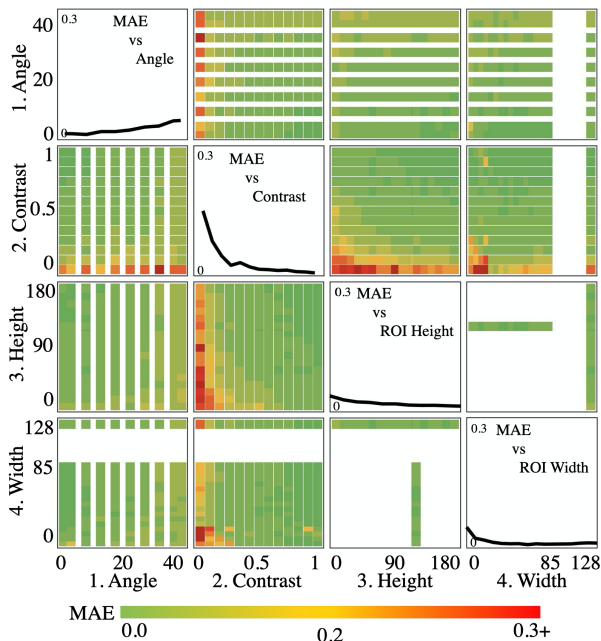 0.3 MAE
vs
Angle
0
40
20
0
1. Angle
0.3 MAE
vs
Contrast
0
1
0.5
0
2. Contrast
0.3 MAE
vs
ROI Height
0
180
90
0
3. Height
0.3 MAE
vs
ROI Width
0
128
85
0
4. Width
0 20 40 0 0.5 1 0 90 180 0 85 128
1. Angle 2. Contrast 3. Height 4. Width
MAE
0.0 0.2 0.3+